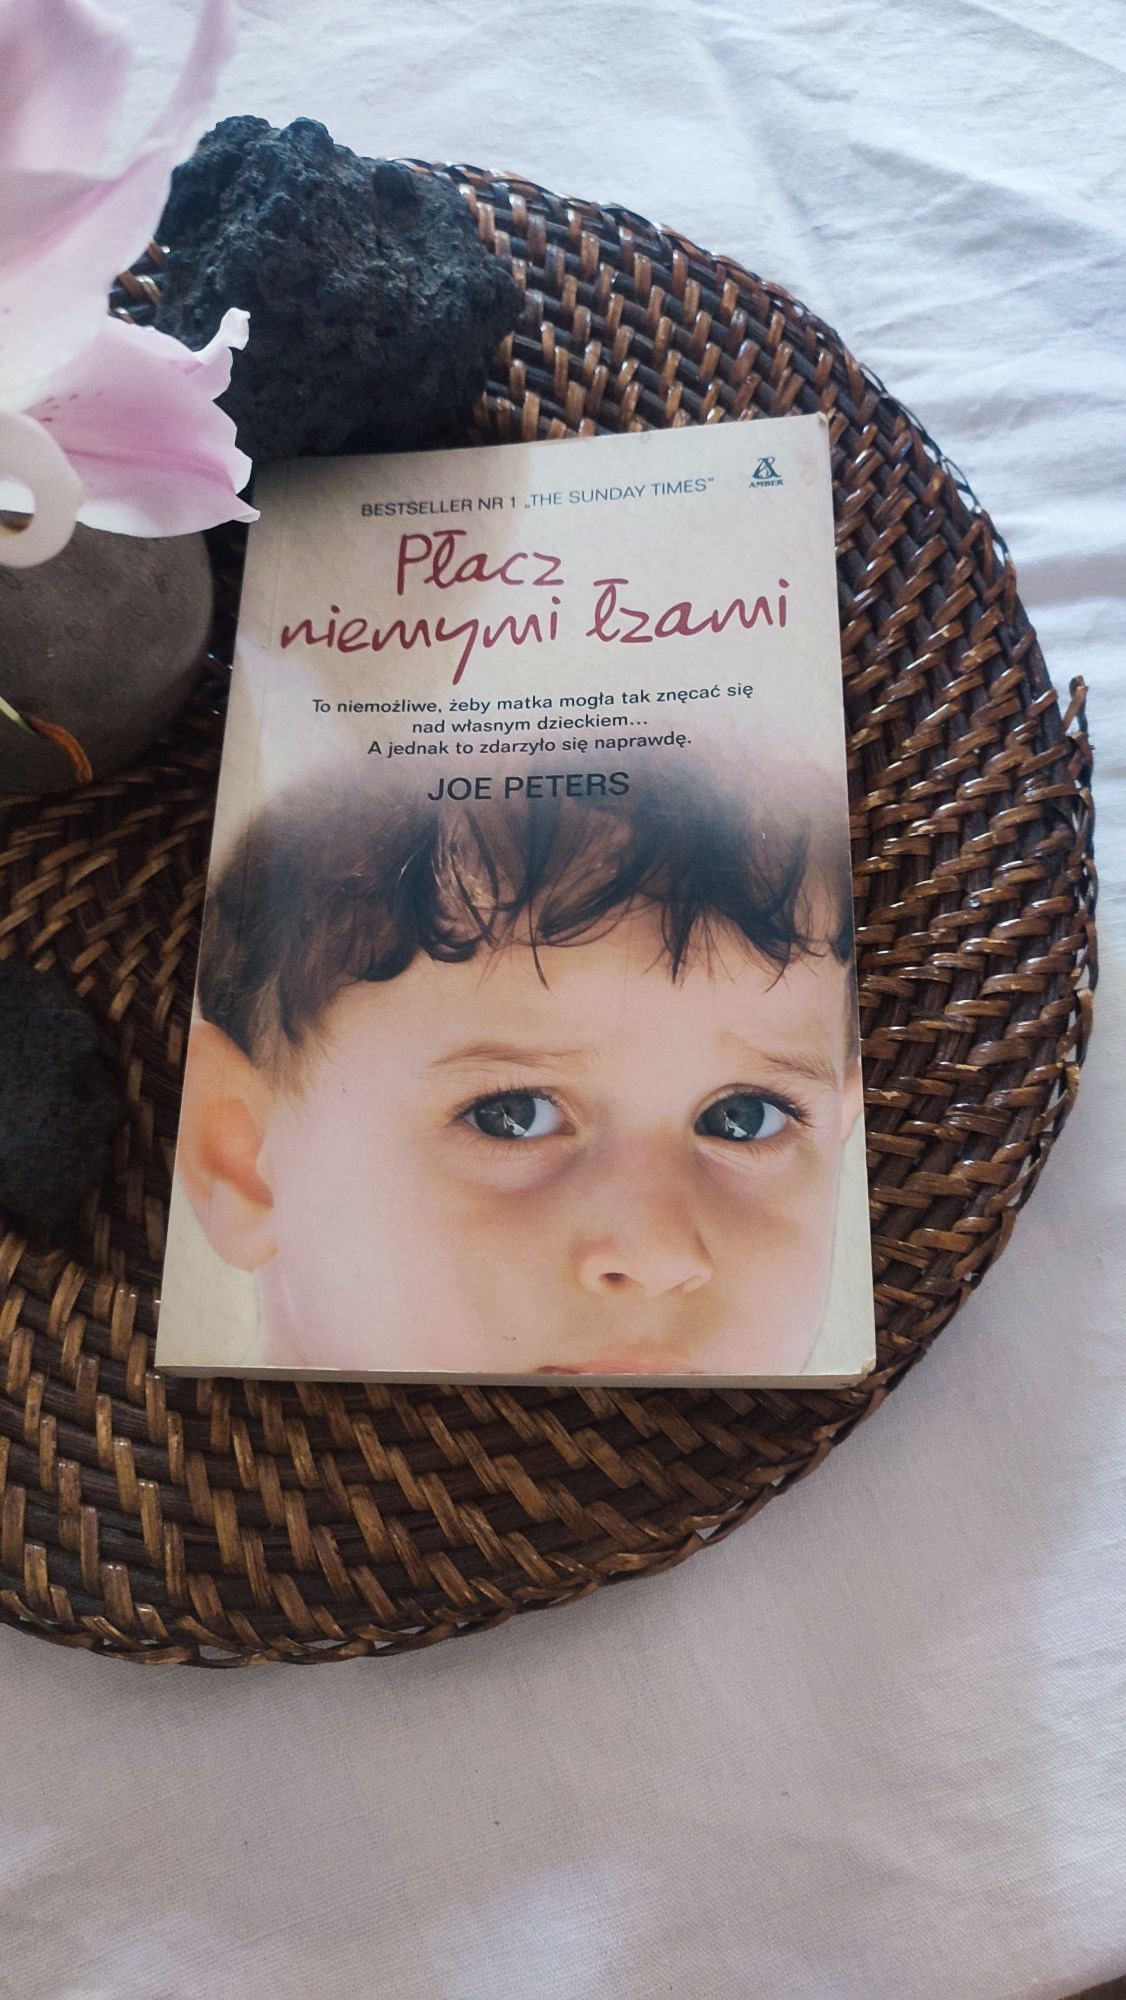 BESTSELLER NR 1 „THE SUNDAY TIMES”
AMBER
Płacz
niemymi łzami
To niemożliwe, żeby matka mogła tak znęcać się
nad własnym dzieckiem...
A jednak to zdarzyło się naprawdę.
JOE PETERS